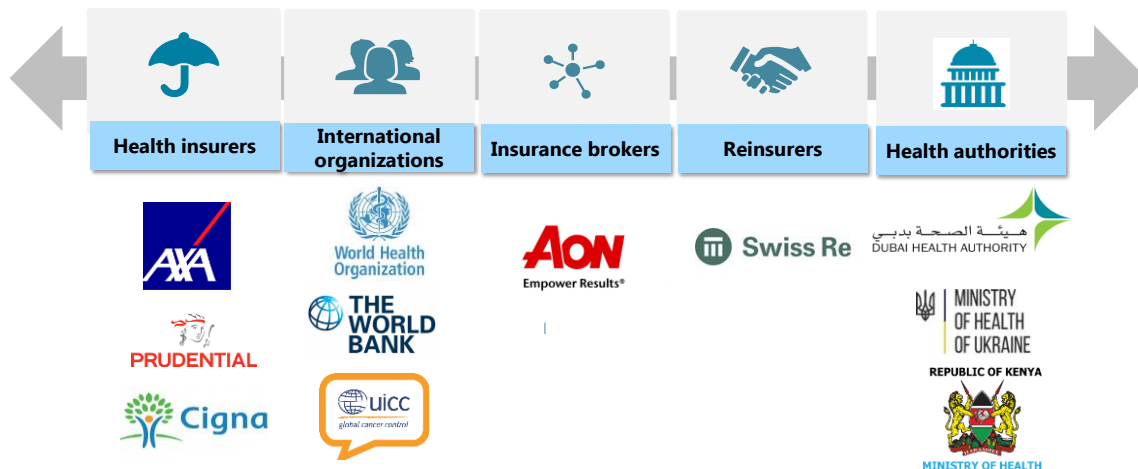 Health insurers
International
organizations
Insurance brokers
Reinsurers
Health authorities
AXA
PRUDENTIAL
Cigna
World Health
Organization
THE
WORLD
BANK
uicc
global cancer control
AON
Empower Results®
Swiss Re
هيئة الصحة بدبي
DUBAI HEALTH AUTHORITY
MINISTRY
OF HEALTH
OF UKRAINE
REPUBLIC OF KENYA
MINISTRY OF HEALTH